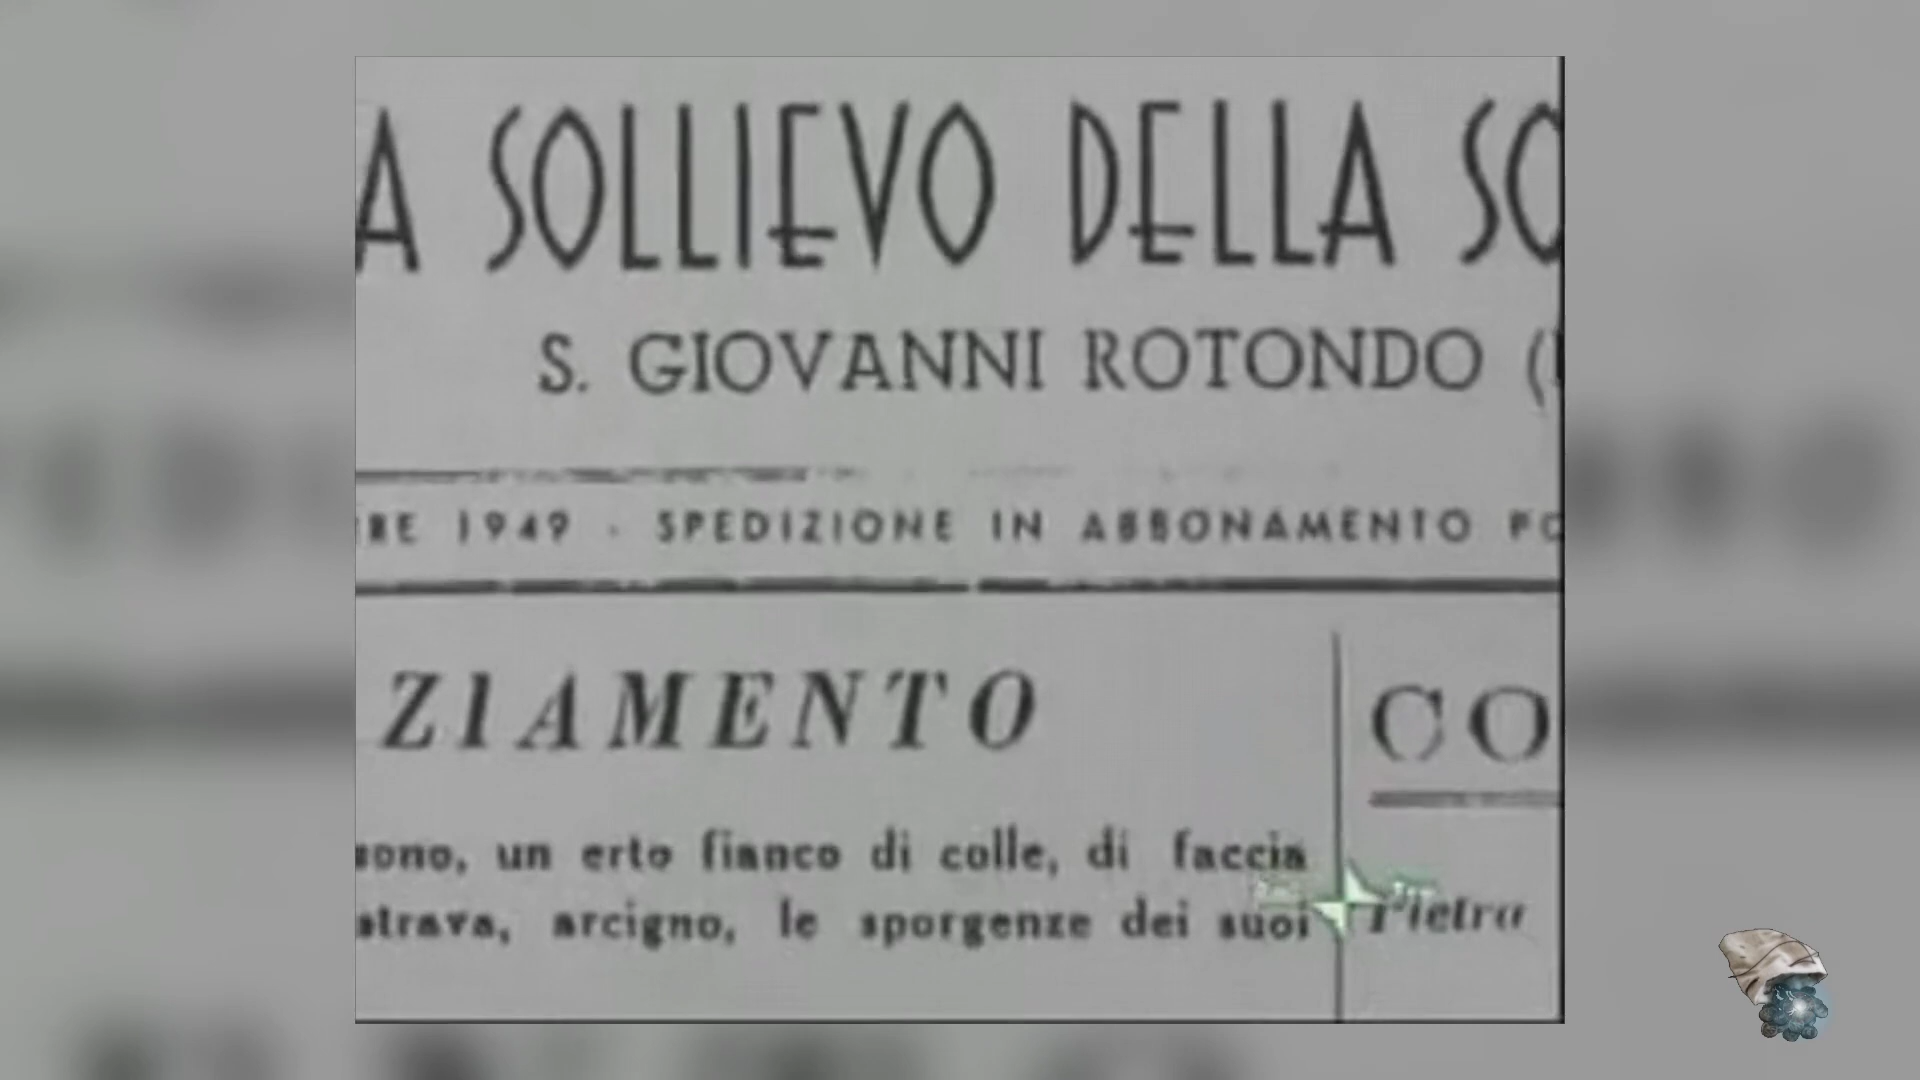 A SOLLIEVO DELLA SO
S. GIOVANNI ROTONDO (
RE 1949 - SPEDIZIONE IN ABBONAMENTO PO
ZIAMENTO
CO
sono, un erto fianco di colle, di faccia
strava, arcigno, le sporgenze dei suoi
Pietra